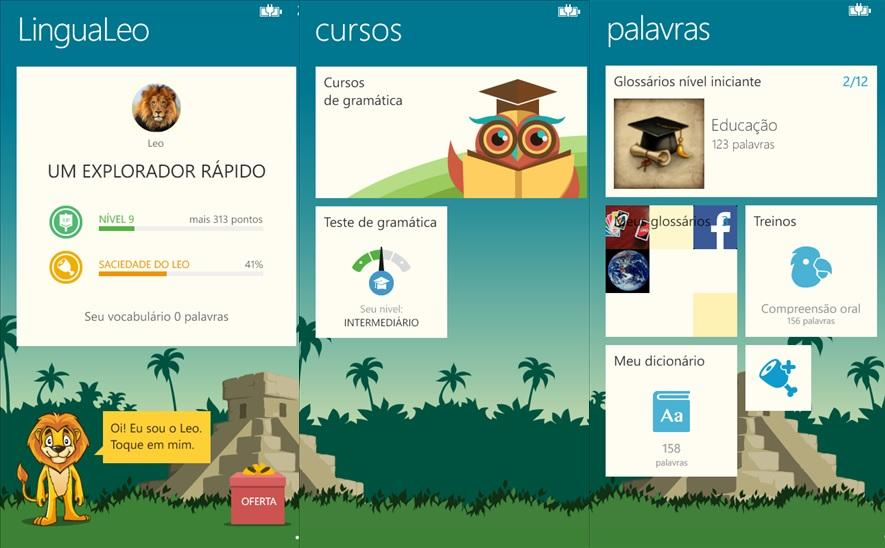 LinguaLeo
Leo
UM EXPLORADOR RÁPIDO
NÍVEL 9 mais 313 pontos
SACIEDADE DO LEO 41%
Seu vocabulário 0 palavras
Oi! Eu sou o Leo.
Toque em mim.
OFERTA
cursos
Cursos
de gramática
Teste de gramática
Seu nível:
INTERMEDIÁRIO
palavras
Glossários nível iniciante 2/12
Educação
123 palavras
Meus glossários
Treinos
Compreensão oral
156 palavras
Meu dicionário
Aa
158
palavras